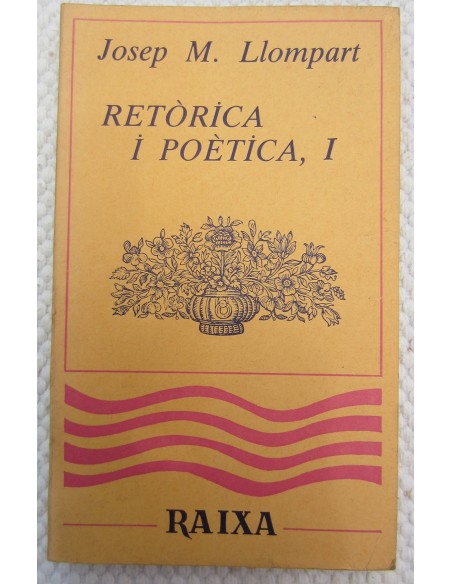 Josep M. Llompart
RETÒRICA
i POÈTICA, I
RAIXA